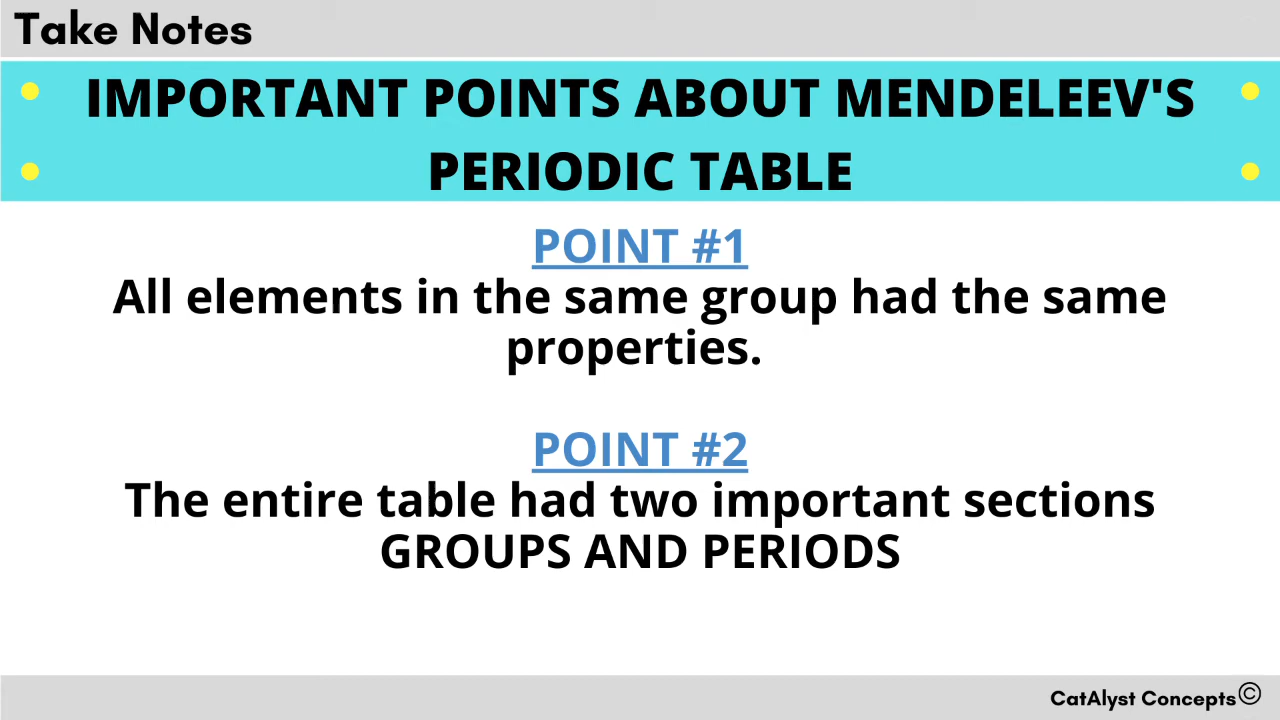 Take Notes
IMPORTANT POINTS ABOUT MENDELEEV'S
PERIODIC TABLE
POINT #1
All elements in the same group had the same
properties.
POINT #2
The entire table had two important sections
GROUPS AND PERIODS
CatAlyst Concepts©